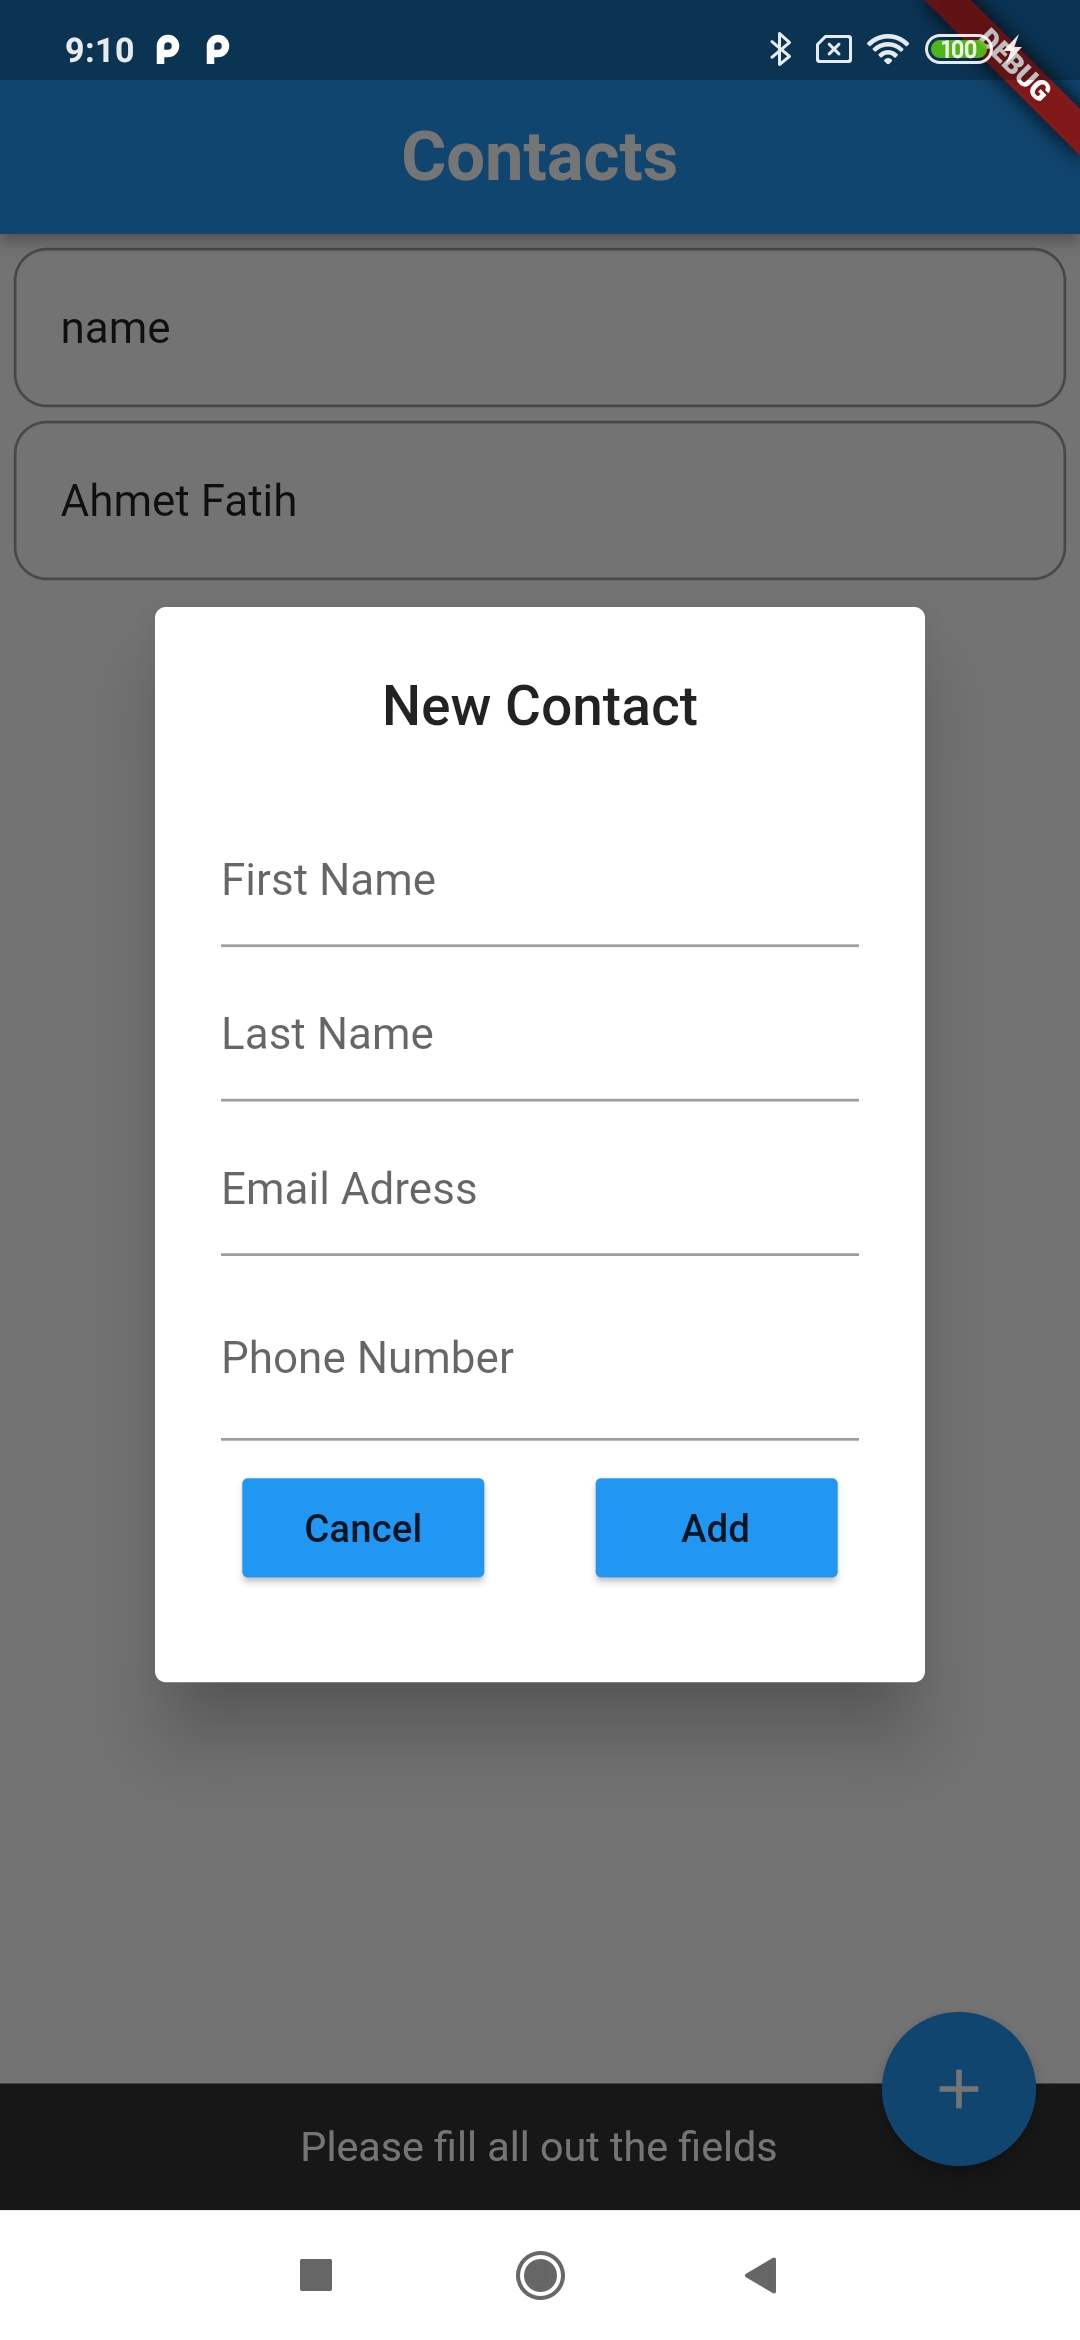 9:10
100
DEBUG
Contacts
name
Ahmet Fatih
New Contact
First Name
Last Name
Email Adress
Phone Number
Cancel Add
Please fill all out the fields